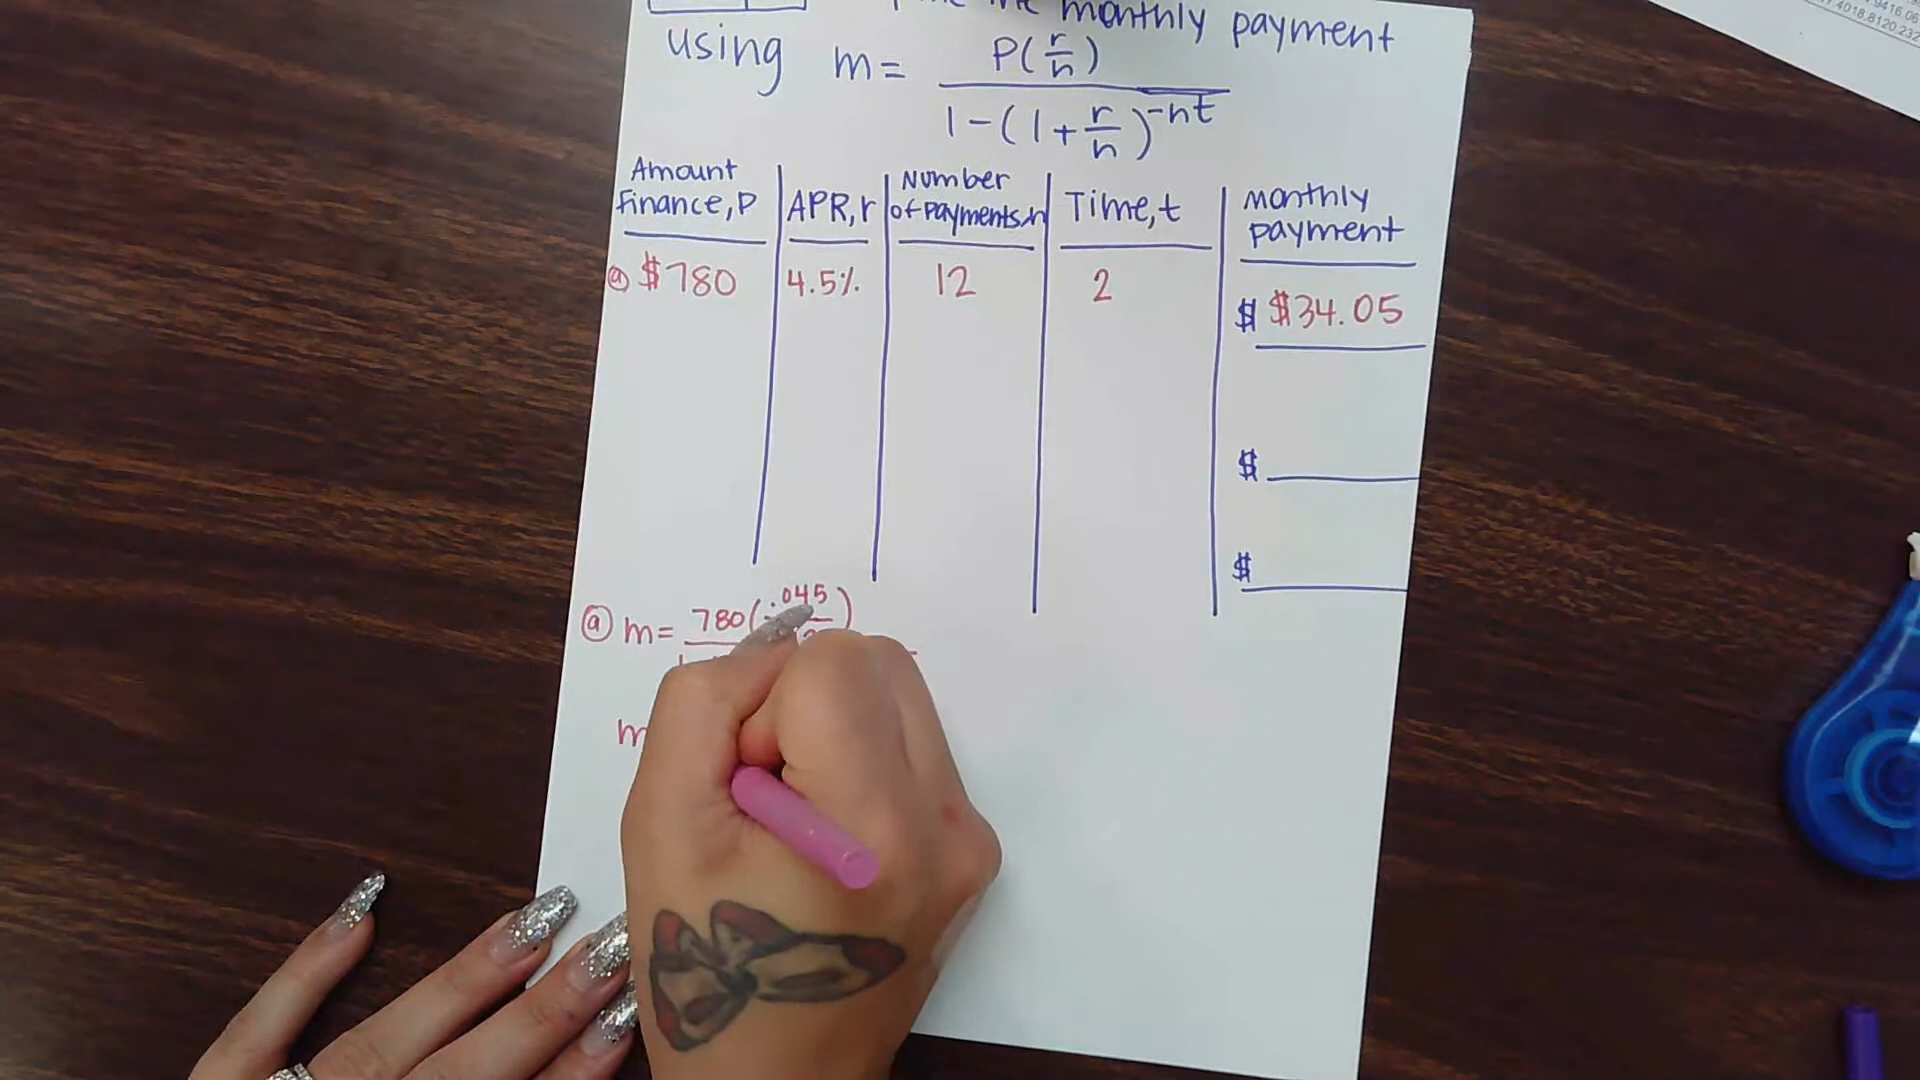 the monthly payment
using m = P(r/n) / 1-(1+r/n)^-nt
Amount Finance, P | APR, r | Number of Payments, n | Time, t | monthly payment
ⓐ $780 | 4.5% | 12 | 2 | $ $34.05
$
$
ⓐ m = 780(.045
m